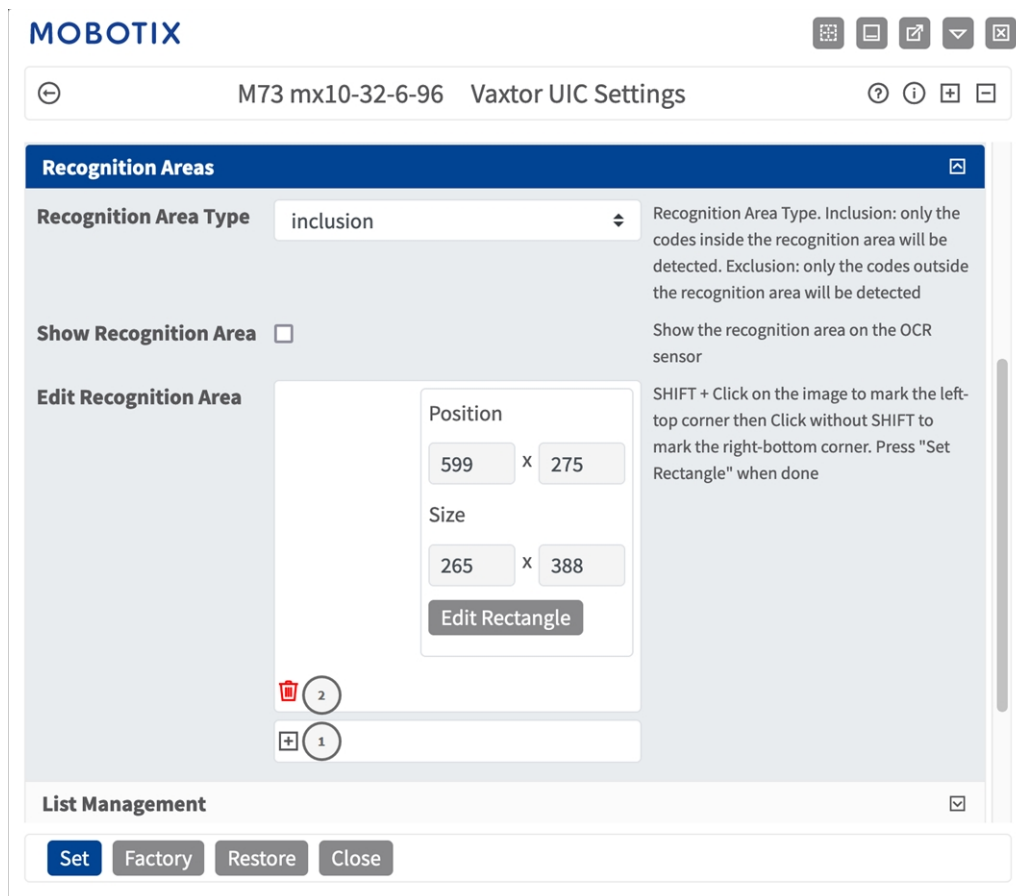 MOBOTIX
M73 mx10-32-6-96 Vaxtor UIC Settings
Recognition Areas
Recognition Area Type
inclusion
Recognition Area Type. Inclusion: only the
codes inside the recognition area will be
detected. Exclusion: only the codes outside
the recognition area will be detected
Show Recognition Area
Show the recognition area on the OCR
sensor
Edit Recognition Area
Position
599 x 275
Size
265 x 388
Edit Rectangle
SHIFT + Click on the image to mark the left-
top corner then Click without SHIFT to
mark the right-bottom corner. Press "Set
Rectangle" when done
2
1
List Management
Set Factory Restore Close